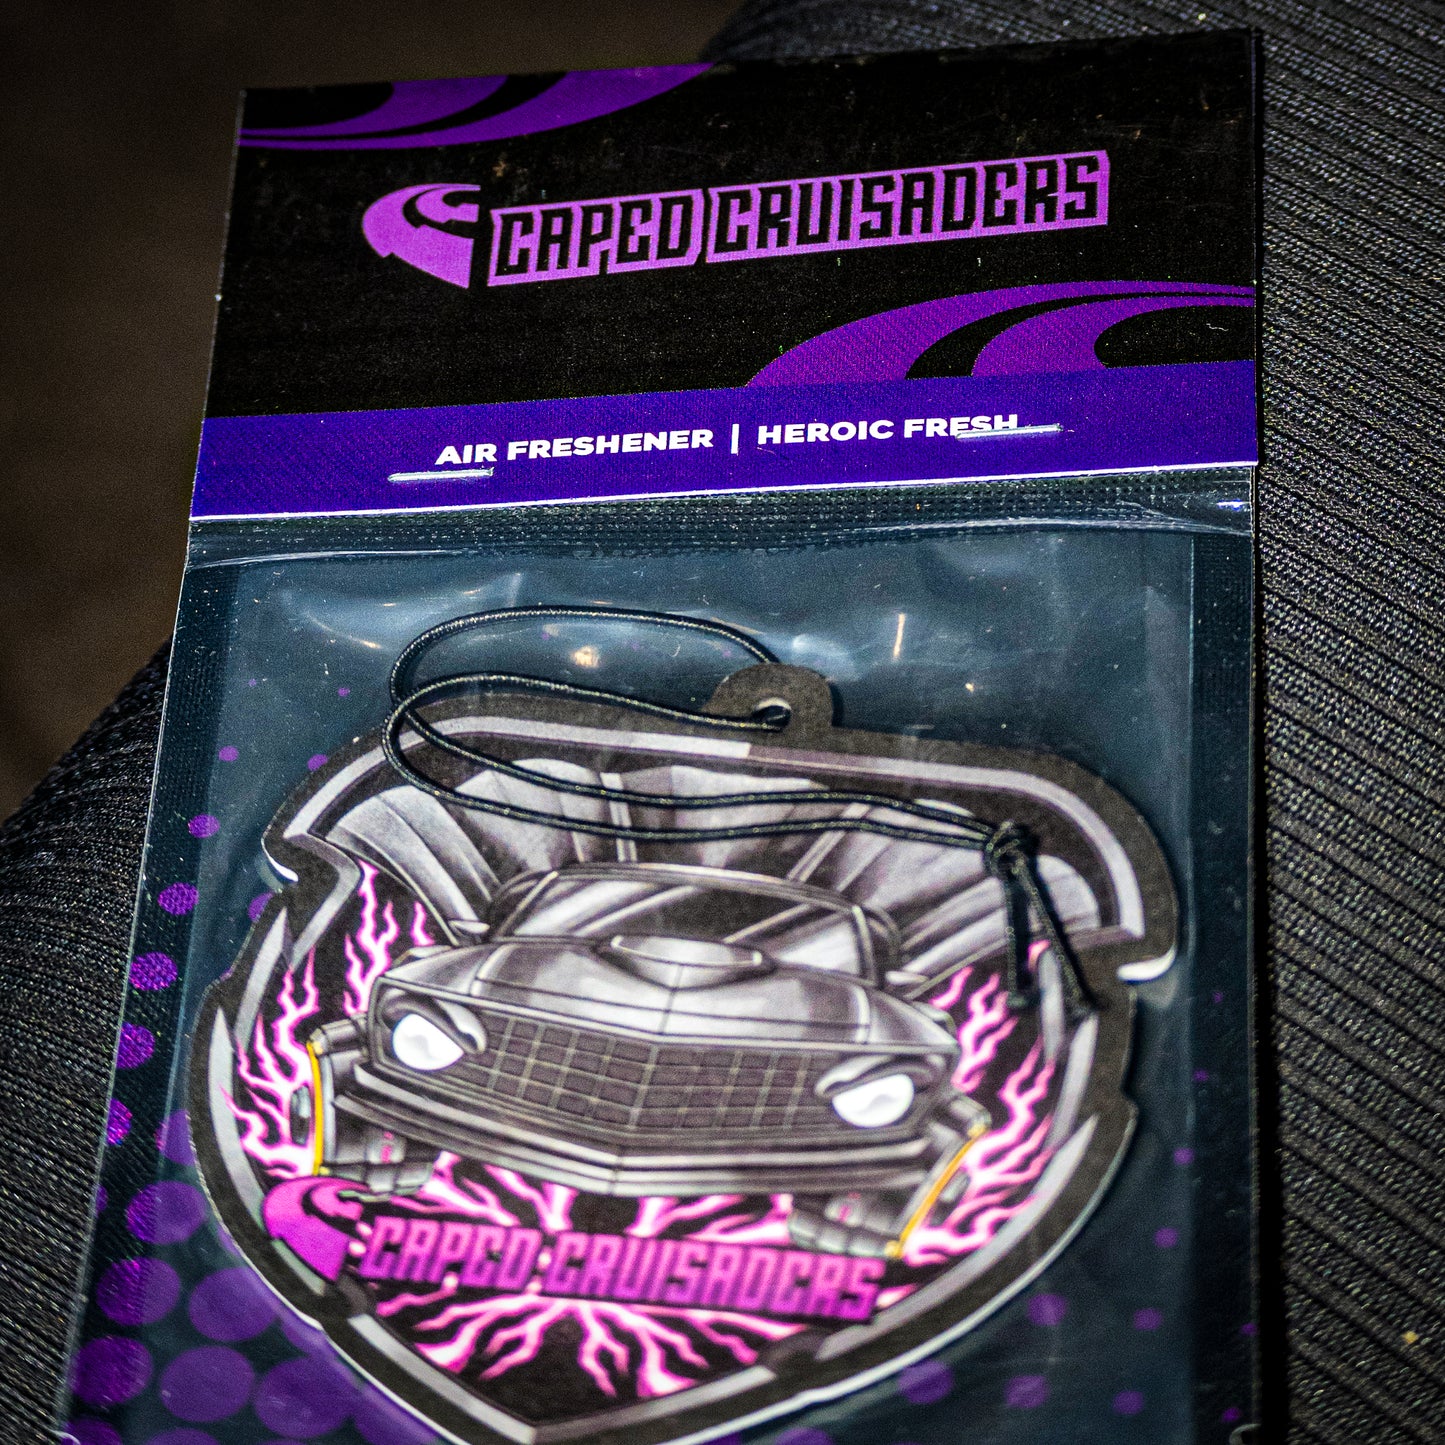 CAPED CRUISADERS
AIR FRESHENER | HEROIC FRESH
CAPED CRUISADERS